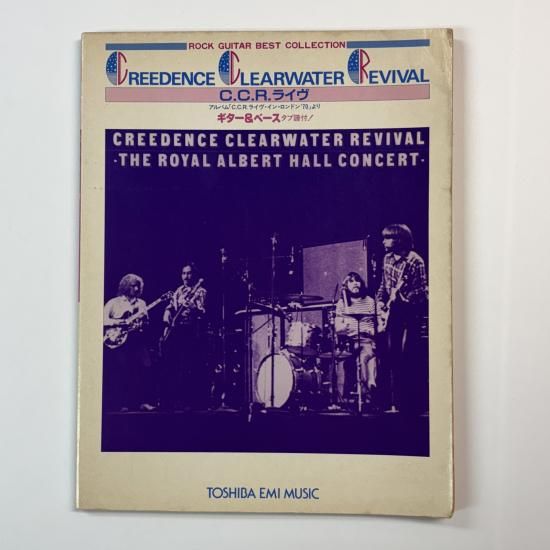 ROCK GUITAR BEST COLLECTION
CREEDENCE CLEARWATER REVIVAL
C.C.R.ライヴ
アルバム「C.C.R.ライヴ・イン・ロンドン'70」より
ギター&ベースタブ譜付!
CREEDENCE CLEARWATER REVIVAL
·THE ROYAL ALBERT HALL CONCERT·
TOSHIBA EMI MUSIC